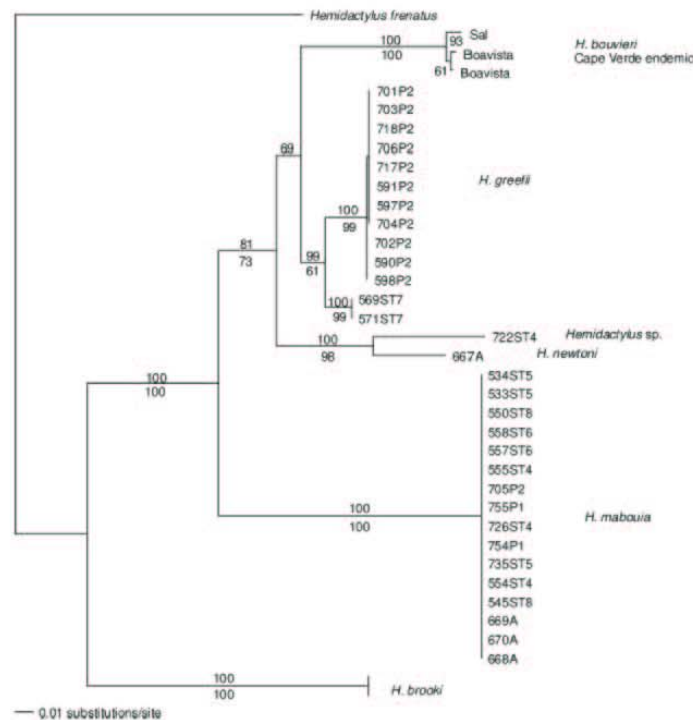 Hemidactylus frenatus
100
100
93
Sal
Boavista
61
Boavista
H. bouvieri
Cape Verde endemic
701P2
703P2
718P2
706P2
717P2
591P2
597P2
704P2
702P2
590P2
598P2
H. greefii
69
100
99
99
61
100
99
569ST7
571ST7
81
73
100
98
722ST4
Hemidactylus sp.
667A
H. newtoni
100
100
534ST5
533ST5
550ST8
558ST6
557ST6
555ST4
705P2
755P1
726ST4
754P1
735ST5
554ST4
545ST8
669A
670A
668A
H. mabouia
100
100
100
100
H. brooki
0.01 substitutions/site